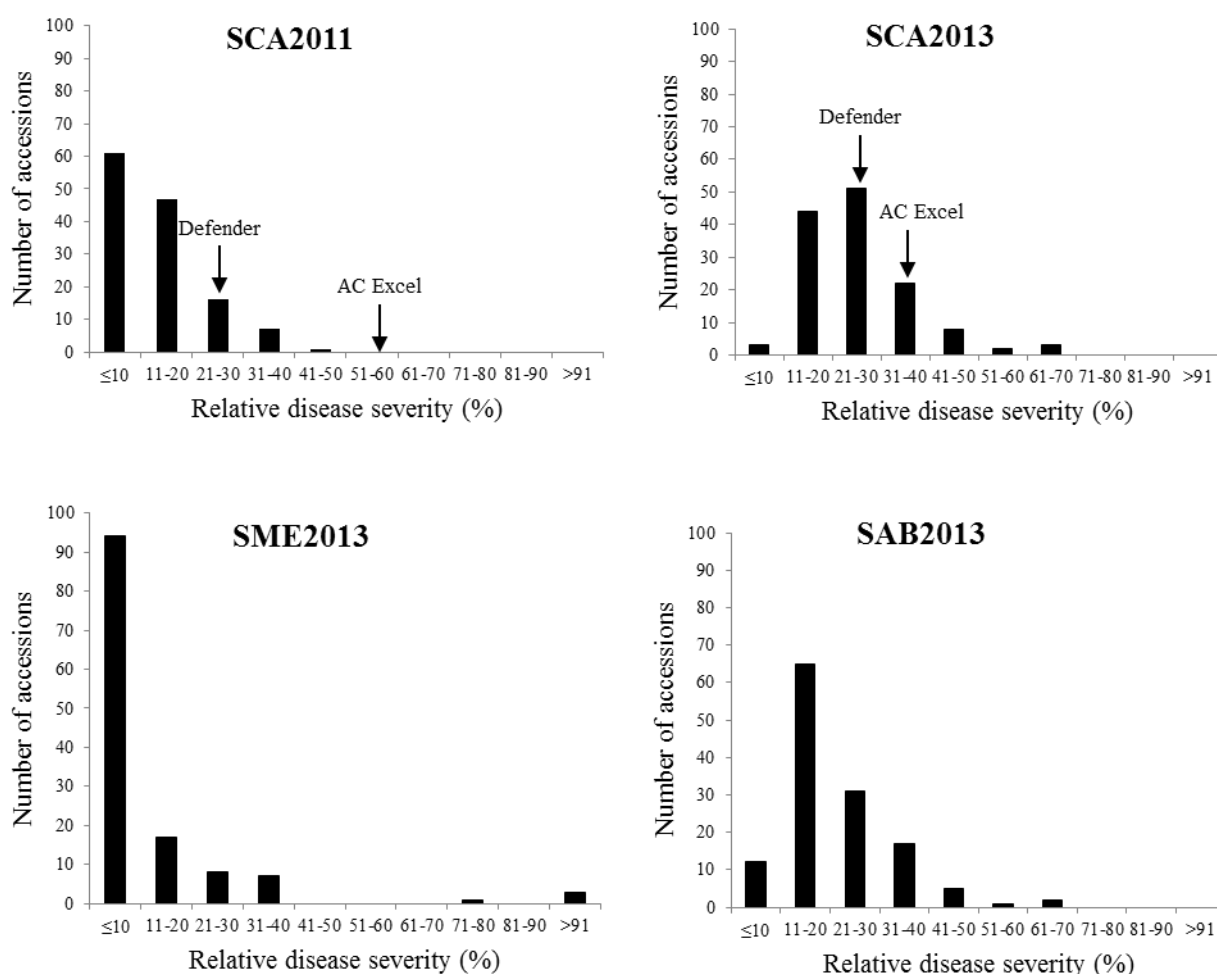 SCA2011
Number of accessions
100
90
80
70
60
50
40
30
20
10
0
Defender
AC Excel
≤10 11-20 21-30 31-40 41-50 51-60 61-70 71-80 81-90 >91
Relative disease severity (%)
SCA2013
Number of accessions
100
90
80
70
60
50
40
30
20
10
0
Defender
AC Excel
≤10 11-20 21-30 31-40 41-50 51-60 61-70 71-80 81-90 >91
Relative disease severity (%)
SME2013
Number of accessions
100
90
80
70
60
50
40
30
20
10
0
≤10 11-20 21-30 31-40 41-50 51-60 61-70 71-80 81-90 >91
Relative disease severity (%)
SAB2013
Number of accessions
100
90
80
70
60
50
40
30
20
10
0
≤10 11-20 21-30 31-40 41-50 51-60 61-70 71-80 81-90 >91
Relative disease severity (%)